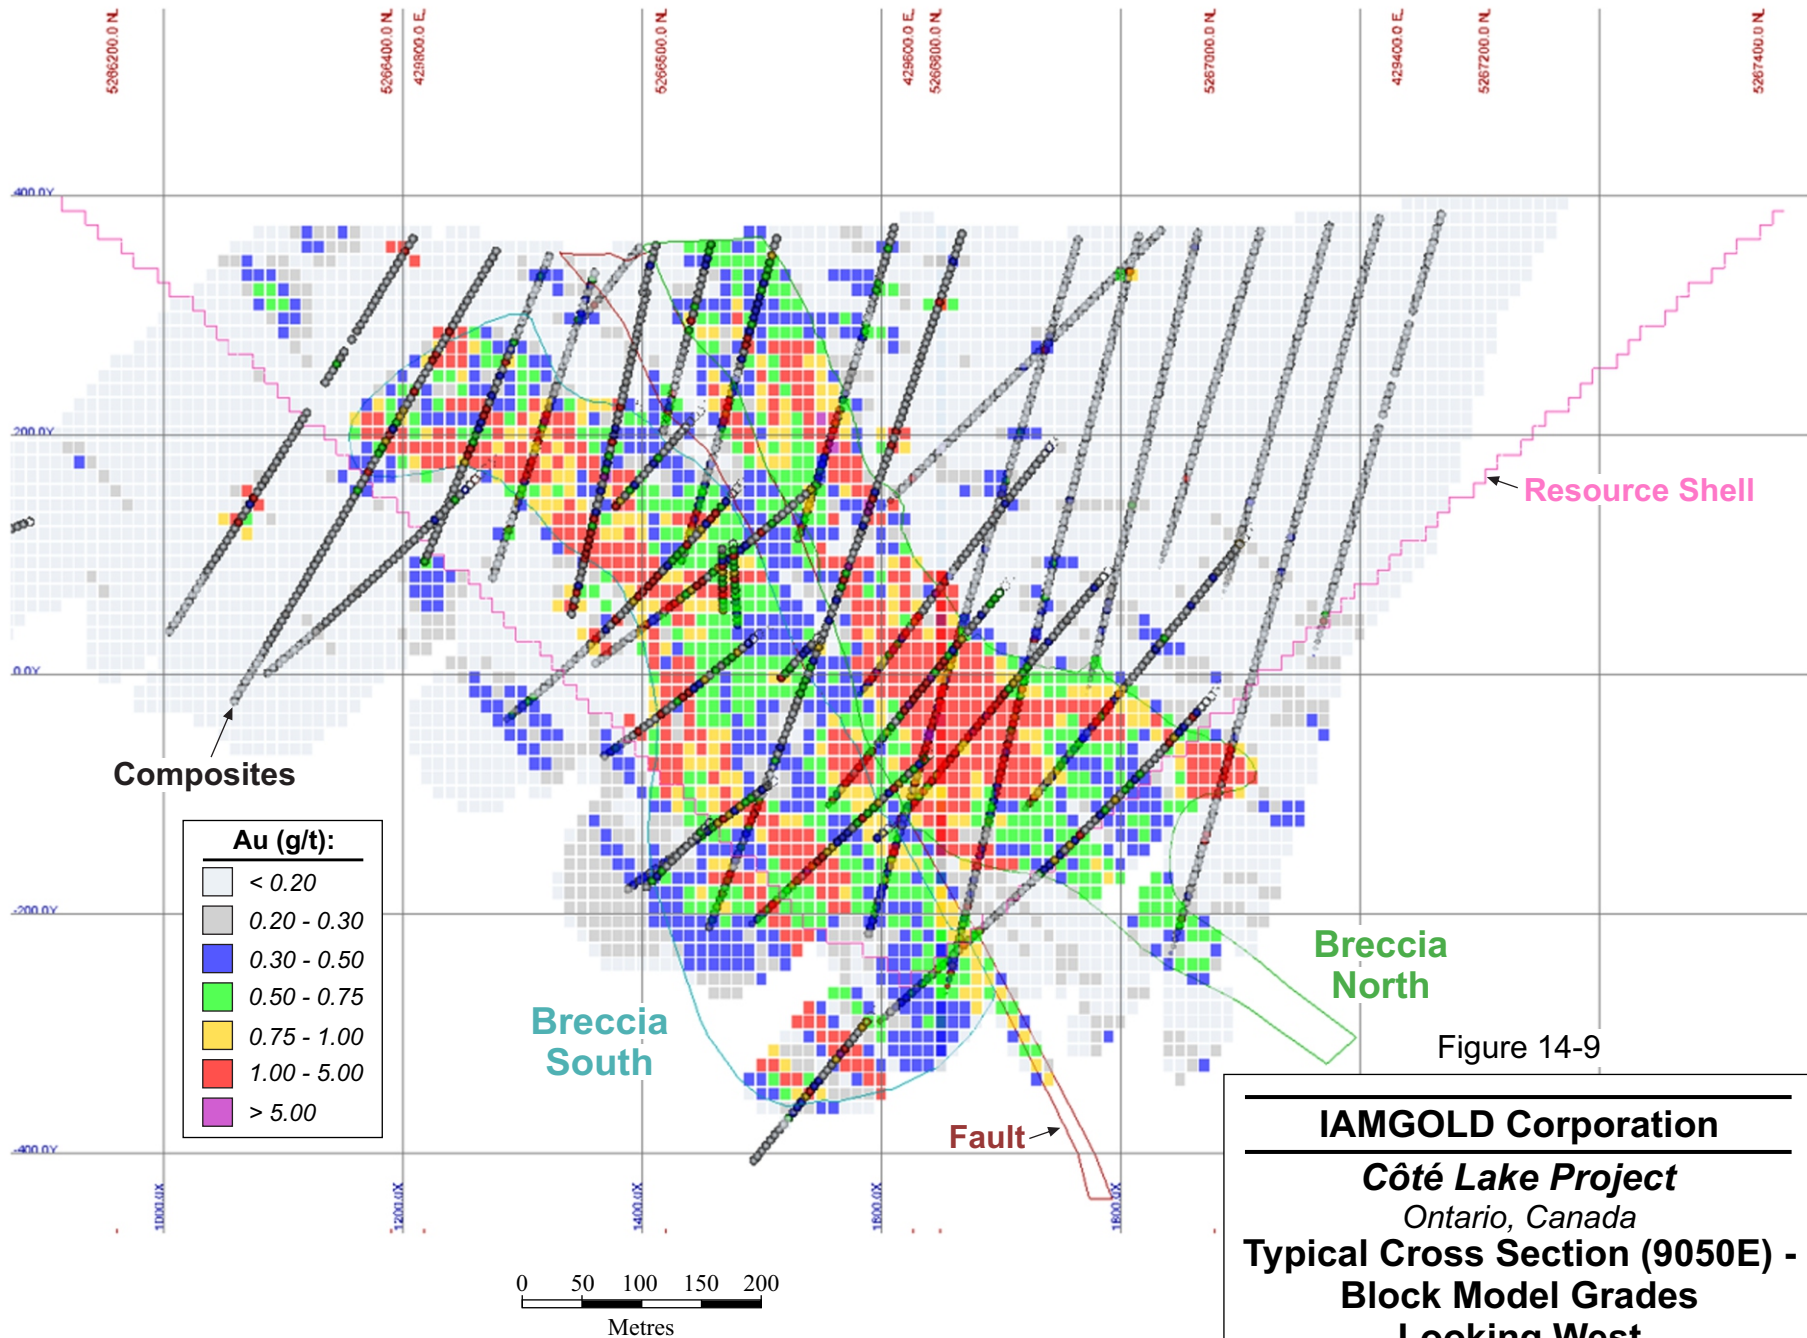 5266200.0 N
5266400.0 N
429800.0 E
429600.0 E
5267000.0 N
429400.0 E
5267200.0 N
5267400.0 N
400.0Y
200.0Y
0.0Y
-200.0Y
-400.0Y
Resource Shell
Composites
Au (g/t):
< 0.20
0.20 - 0.30
0.30 - 0.50
0.50 - 0.75
0.75 - 1.00
1.00 - 5.00
> 5.00
Breccia
North
Breccia
South
Fault
1000.0X
1200.0X
1400.0X
1600.0X
1800.0X
0 50 100 150 200
Metres
Figure 14-9
IAMGOLD Corporation
Côté Lake Project
Ontario, Canada
Typical Cross Section (9050E) -
Block Model Grades
Looking West